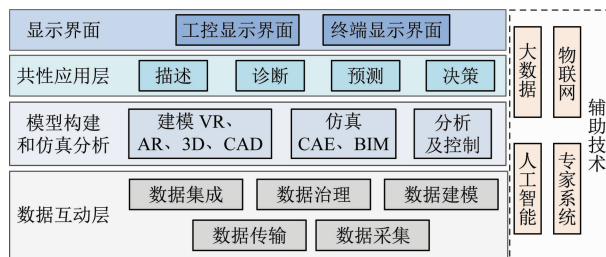 显示界面
工控显示界面
终端显示界面
共性应用层
描述
诊断
预测
决策
模型构建
和仿真分析
建模 VR、
AR、3D、CAD
仿真
CAE、BIM
分析
及控制
数据互动层
数据集成
数据治理
数据建模
数据传输
数据采集
大数据
物联网
人工智能
专家系统
辅助技术